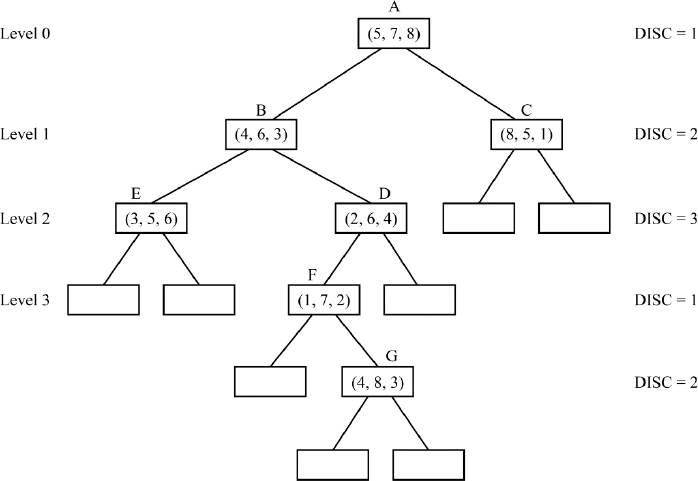 A
Level 0 (5, 7, 8) DISC = 1
B C
Level 1 (4, 6, 3) (8, 5, 1) DISC = 2
E D
Level 2 (3, 5, 6) (2, 6, 4) DISC = 3
F
Level 3 (1, 7, 2) DISC = 1
G
(4, 8, 3) DISC = 2